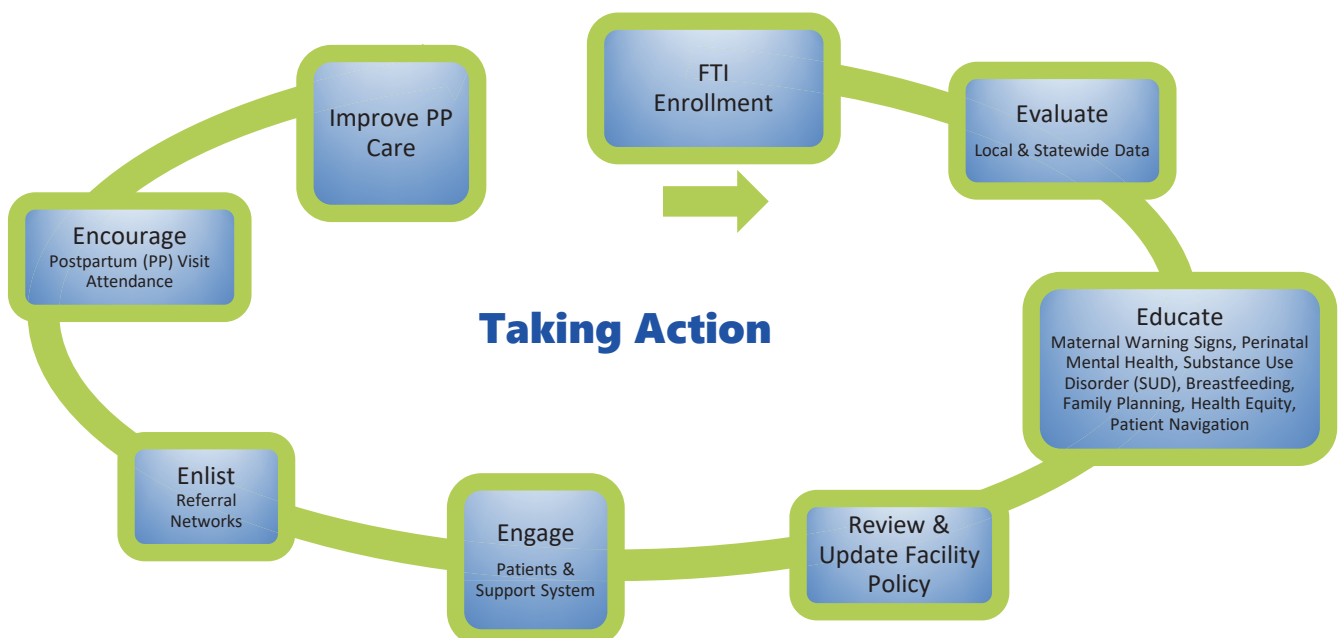 FTI
Enrollment
Evaluate
Local & Statewide Data
Educate
Maternal Warning Signs, Perinatal
Mental Health, Substance Use
Disorder (SUD), Breastfeeding,
Family Planning, Health Equity,
Patient Navigation
Review &
Update Facility
Policy
Engage
Patients &
Support System
Enlist
Referral
Networks
Encourage
Postpartum (PP) Visit
Attendance
Improve PP
Care
Taking Action